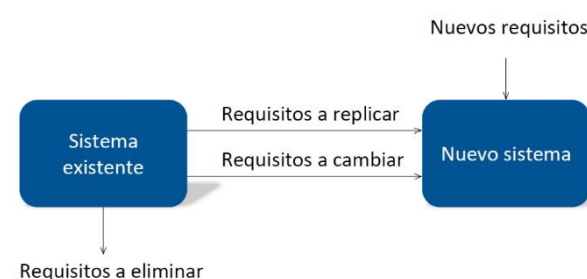 Nuevos requisitos
Requisitos a replicar
Sistema
existente
Requisitos a cambiar
Nuevo sistema
Requisitos a eliminar